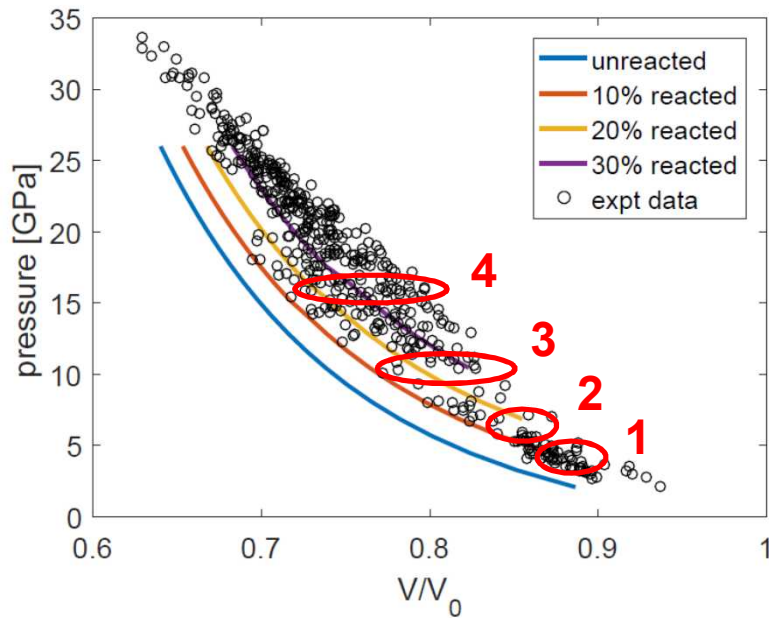 35
30
25
20
15
10
5
0
pressure [GPa]
unreacted
10% reacted
20% reacted
30% reacted
expt data
4
3
2
1
0.6 0.7 0.8 0.9 1
V/V₀